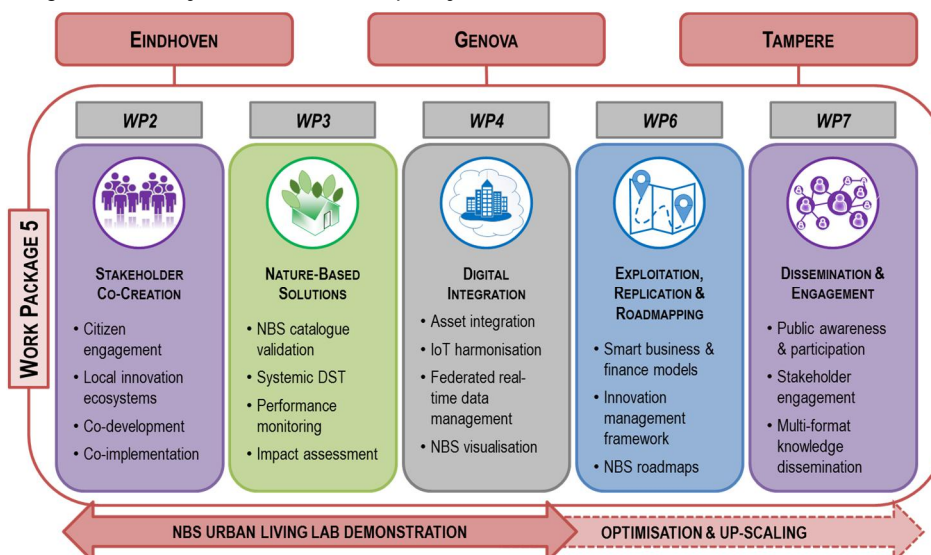 EINDHOVEN
GENOVA
TAMPERE
WORK PACKAGE 5
WP2
WP3
WP4
WP6
WP7
STAKEHOLDER
CO-CREATION
• Citizen
engagement
• Local innovation
ecosystems
• Co-development
• Co-implementation
NATURE-BASED
SOLUTIONS
• NBS catalogue
validation
• Systemic DST
• Performance
monitoring
• Impact assessment
DIGITAL
INTEGRATION
• Asset integration
• IoT harmonisation
• Federated real-
time data
management
• NBS visualisation
EXPLOITATION,
REPLICATION &
ROADMAPPING
• Smart business &
finance models
• Innovation
management
framework
• NBS roadmaps
DISSEMINATION &
ENGAGEMENT
• Public awareness
& participation
• Stakeholder
engagement
• Multi-format
knowledge
dissemination
NBS URBAN LIVING LAB DEMONSTRATION
OPTIMISATION & UP-SCALING